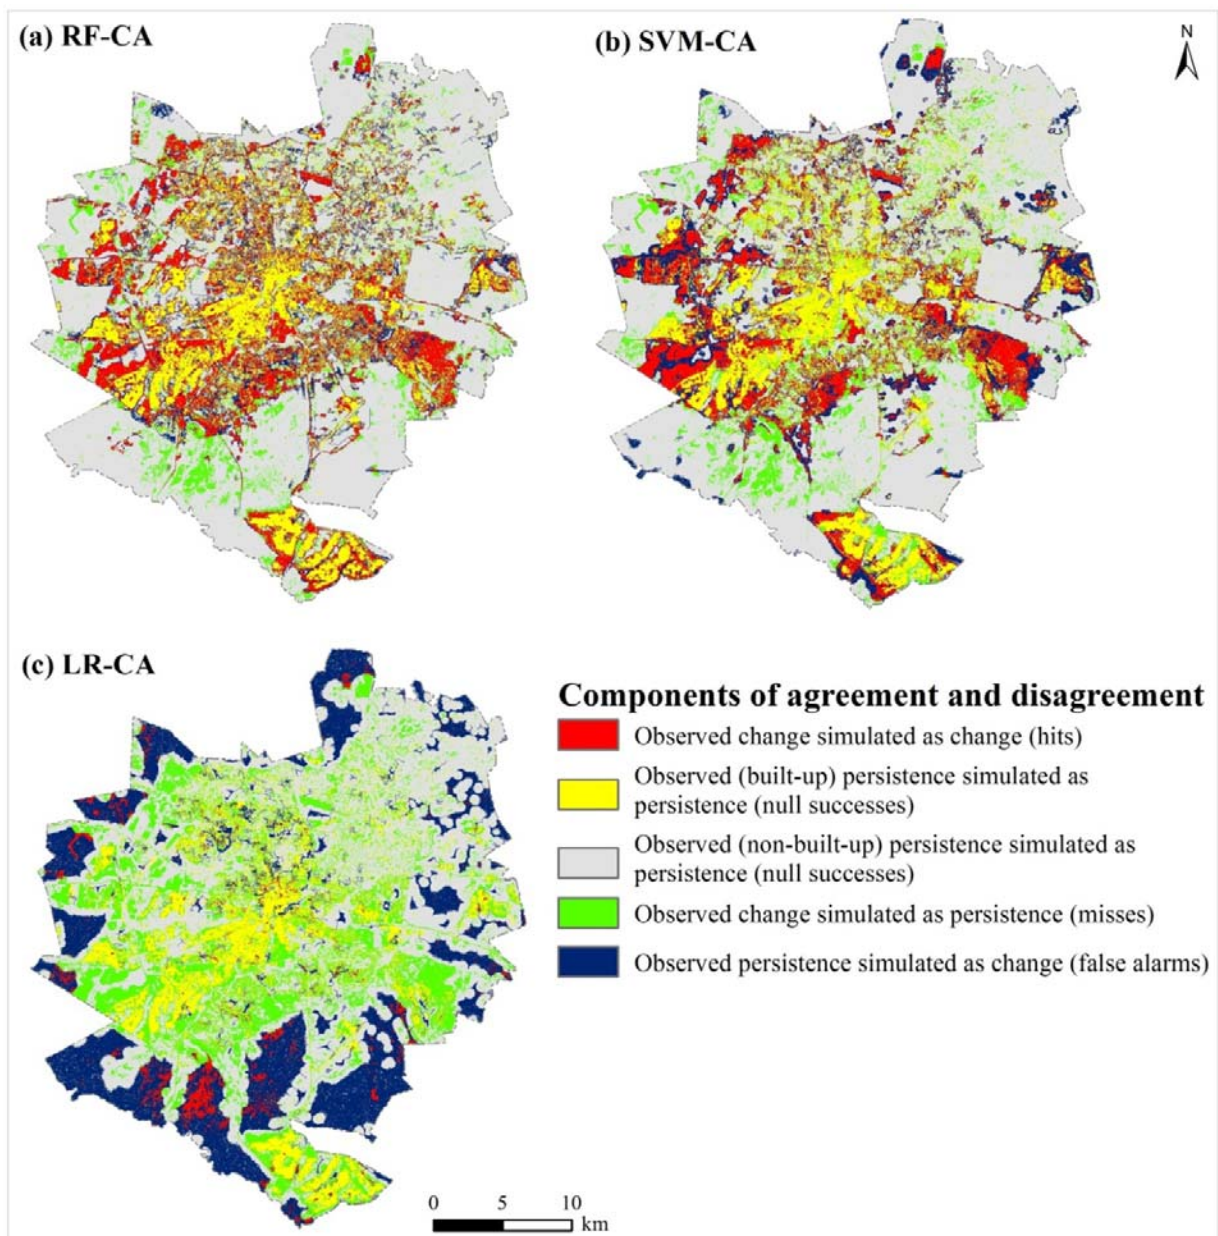 (a) RF-CA
(b) SVM-CA
N
(c) LR-CA
Components of agreement and disagreement
Observed change simulated as change (hits)
Observed (built-up) persistence simulated as
persistence (null successes)
Observed (non-built-up) persistence simulated as
persistence (null successes)
Observed change simulated as persistence (misses)
Observed persistence simulated as change (false alarms)
0 5 10
km